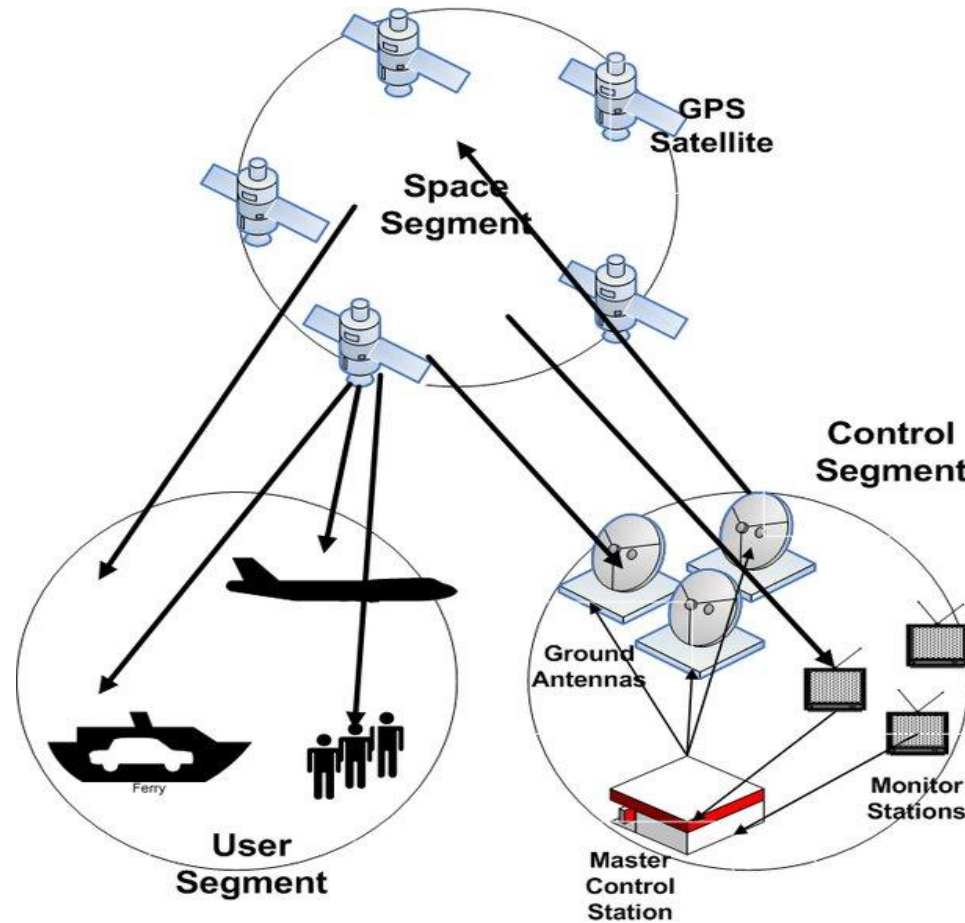 GPS
Satellite
Space
Segment
Control
Segment
Ground
Antennas
Ferry
Monitor
Stations
User
Segment
Master
Control
Station